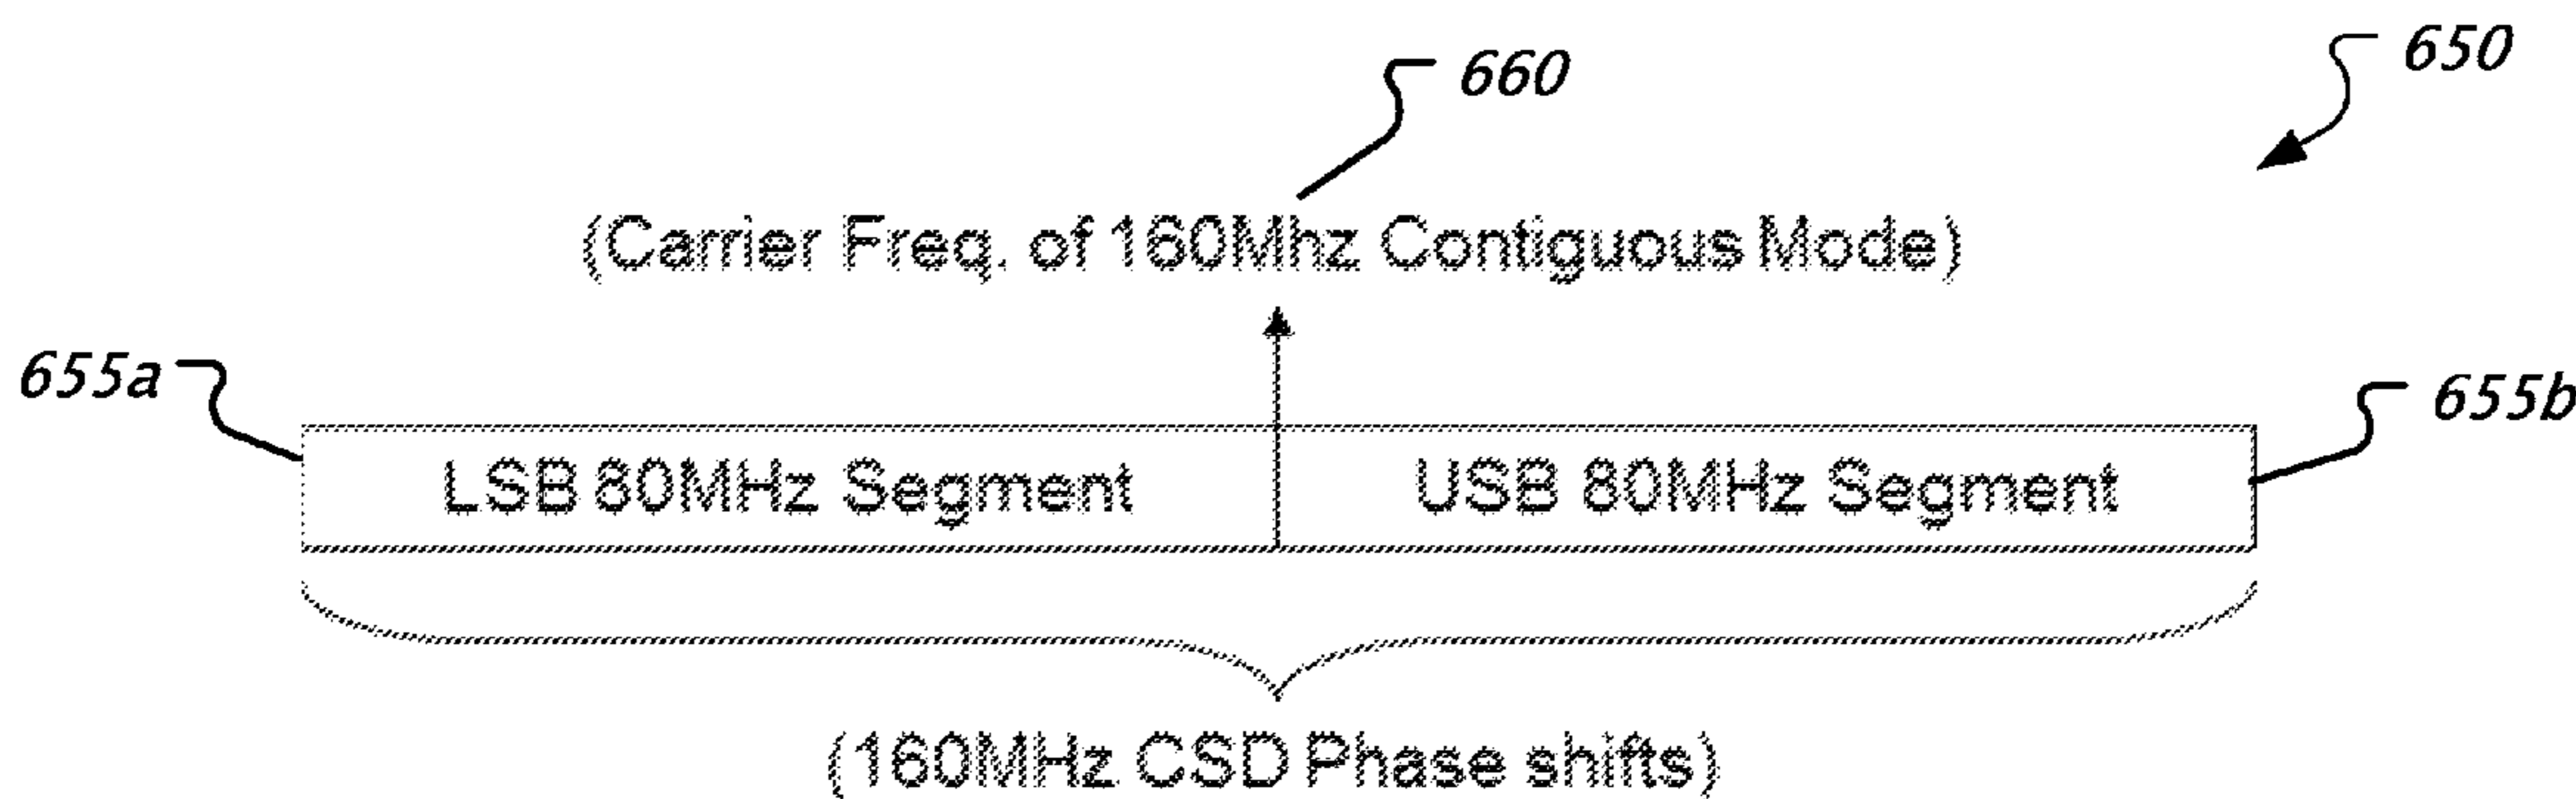 650
660
(Carrier Freq. of 160Mhz Contiguous Mode)
655a
655b
LSB 80MHz Segment
USB 80MHz Segment
(160MHz CSD Phase shifts)